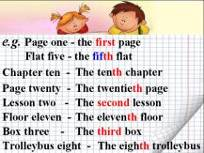 e.g. Page one - the first page
Flat five - the fifth flat
Chapter ten - The tenth chapter
Page twenty - The twentieth page
Lesson two - The second lesson
Floor eleven - The eleventh floor
Box three - The third box
Trolleybus eight - The eighth trolleybus